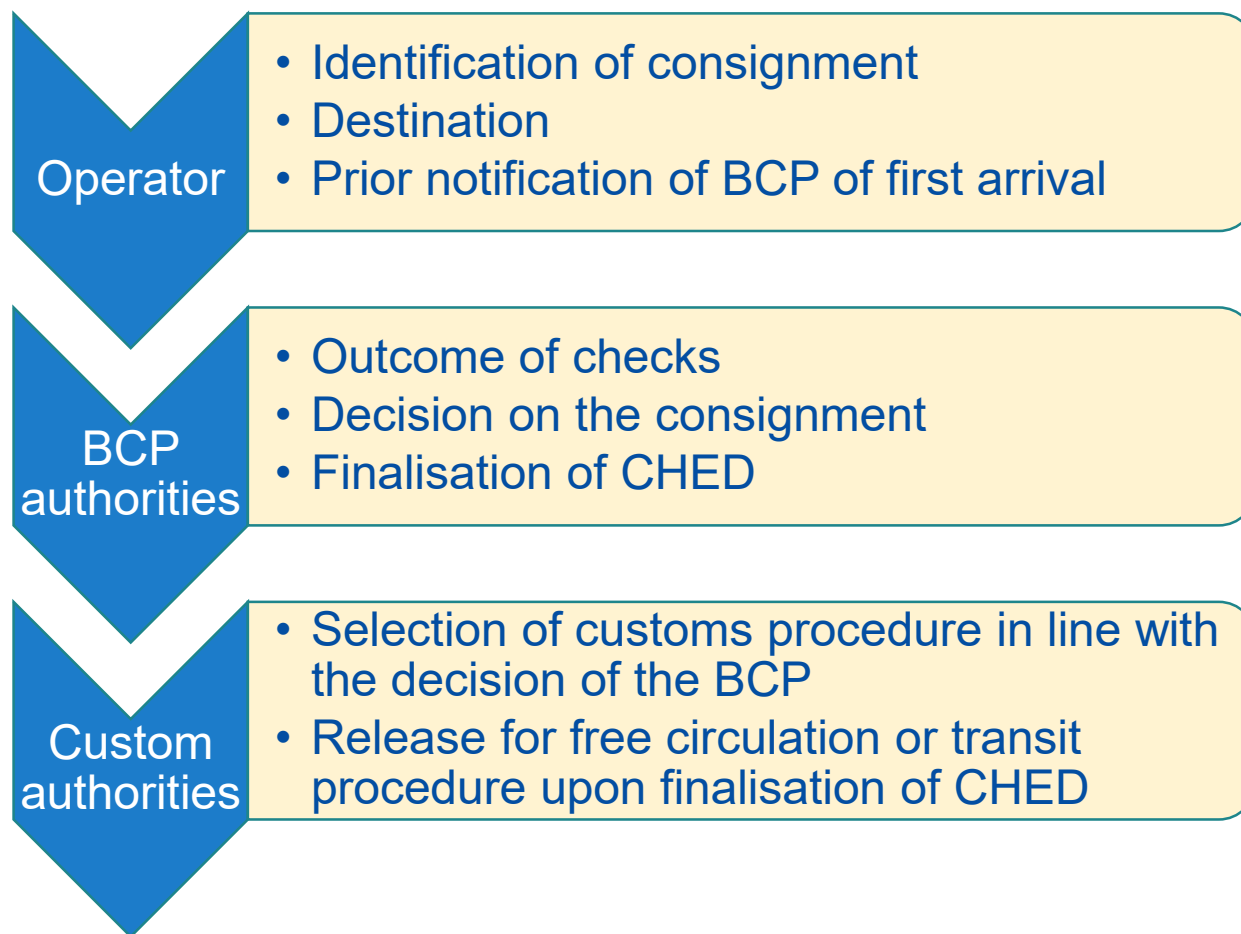 Operator
• Identification of consignment
• Destination
• Prior notification of BCP of first arrival
BCP
authorities
• Outcome of checks
• Decision on the consignment
• Finalisation of CHED
Custom
authorities
• Selection of customs procedure in line with
the decision of the BCP
• Release for free circulation or transit
procedure upon finalisation of CHED